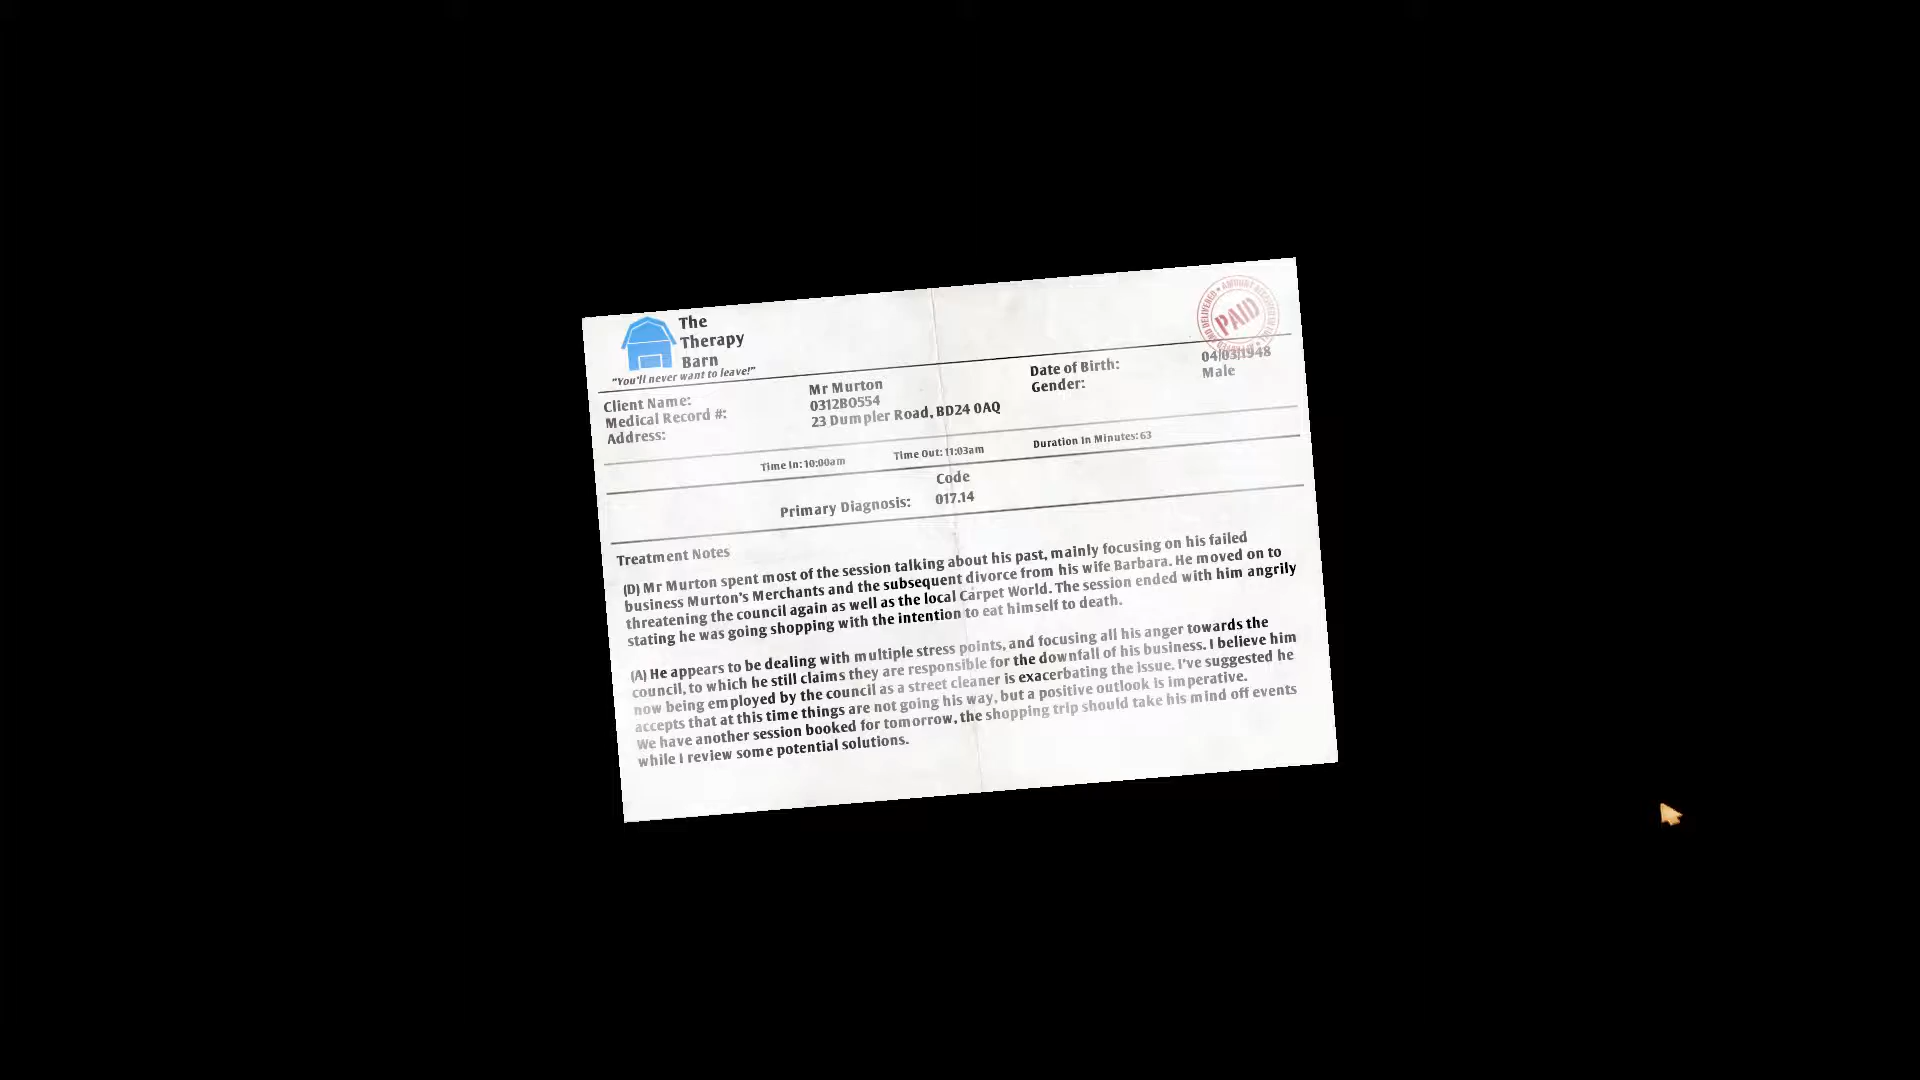 The
Therapy
Barn
"You'll never want to leave!"
PAID
Client Name: Mr Murton Date of Birth: 04/03/1948
Medical Record #: 0312B0554 Gender: Male
Address: 23 Dumpler Road, BD24 0AQ
Time In: 10:00am Time Out: 11:03am Duration In Minutes: 63
Code
Primary Diagnosis: 017.14
Treatment Notes
(D) Mr Murton spent most of the session talking about his past, mainly focusing on his failed
business Murton's Merchants and the subsequent divorce from his wife Barbara. He moved on to
threatening the council again as well as the local Carpet World. The session ended with him angrily
stating he was going shopping with the intention to eat himself to death.
(A) He appears to be dealing with multiple stress points, and focusing all his anger towards the
council, to which he still claims they are responsible for the downfall of his business. I believe him
now being employed by the council as a street cleaner is exacerbating the issue. I've suggested he
accepts that at this time things are not going his way, but a positive outlook is imperative.
We have another session booked for tomorrow, the shopping trip should take his mind off events
while I review some potential solutions.